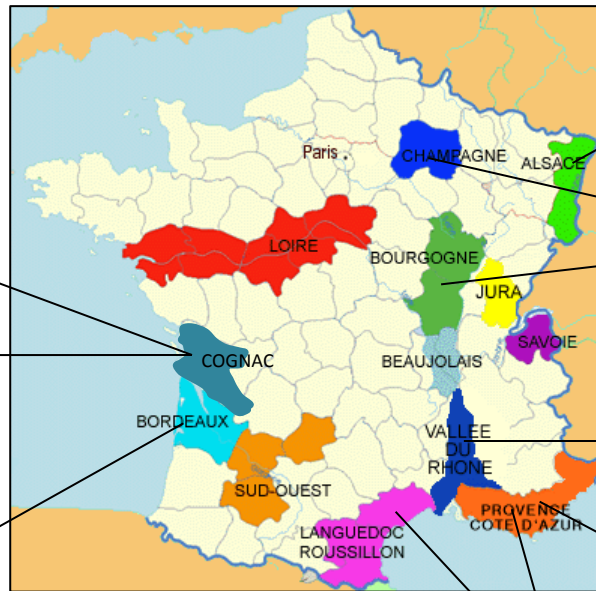 Paris
CHAMPAGNE
ALSACE
LOIRE
BOURGOGNE
JURA
SAVOIE
COGNAC
BEAUJOLAIS
BORDEAUX
VALLEE
DU
RHONE
SUD-OUEST
PROVENCE
COTE D'AZUR
LANGUEDOC
ROUSSILLON